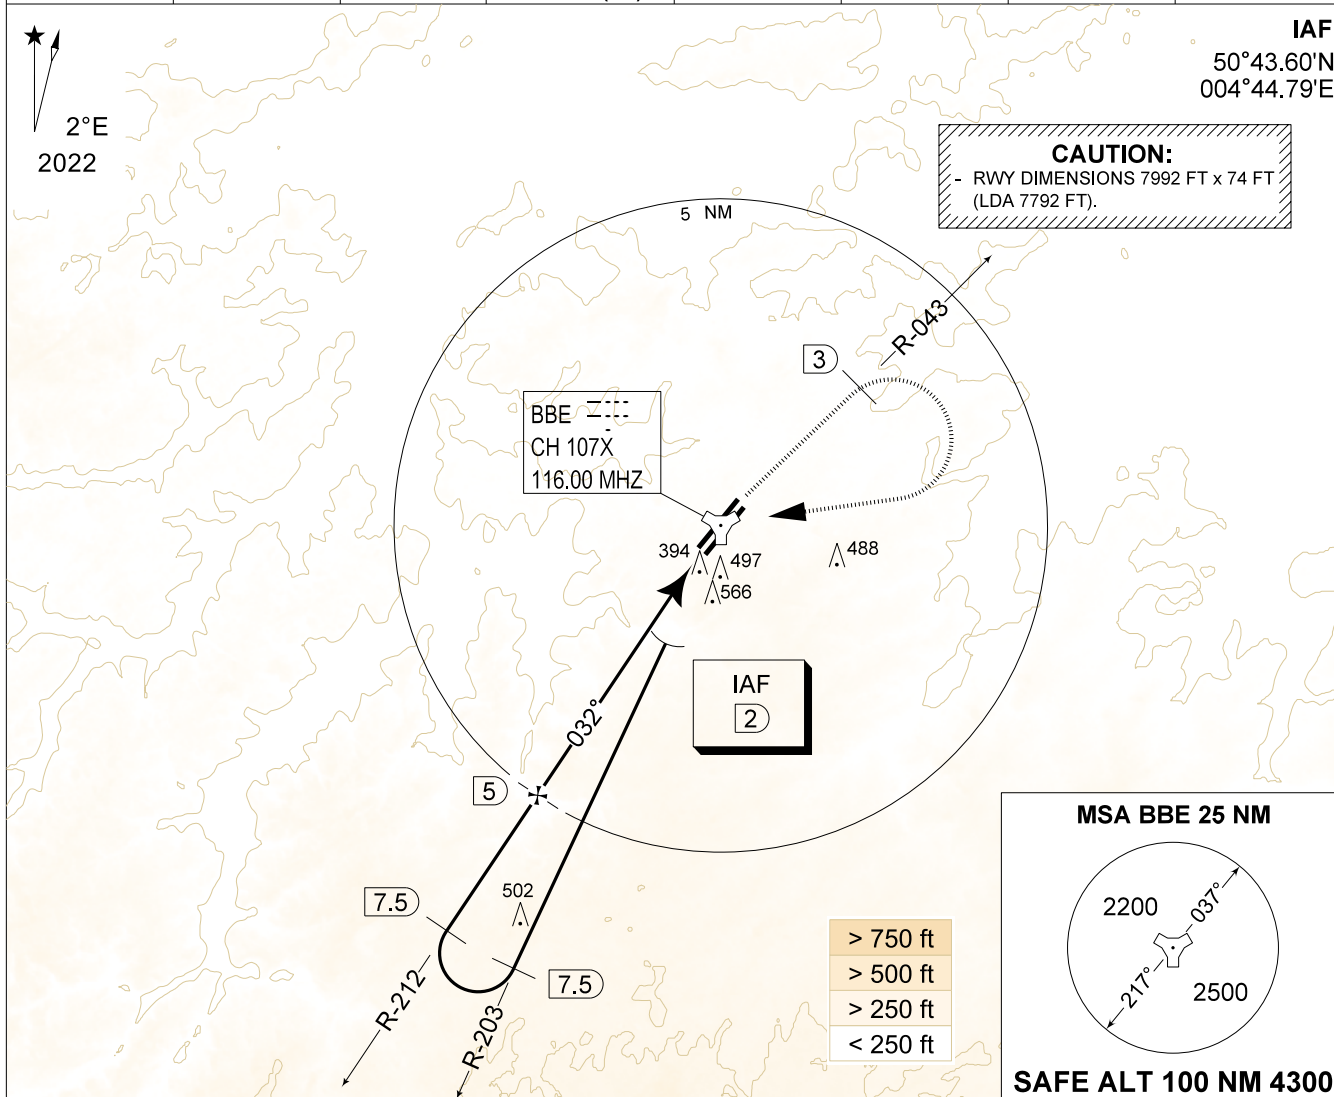 IAF
50°43.60'N
004°44.79'E
2°E
2022
CAUTION:
- RWY DIMENSIONS 7992 FT x 74 FT
(LDA 7792 FT).
5 NM
R-043
3
BBE
CH 107X
116.00 MHZ
394
497
488
566
IAF
2
032°
5
502
7.5
7.5
R-212
R-203
> 750 ft
> 500 ft
> 250 ft
< 250 ft
MSA BBE 25 NM
2200
037°
217°
2500
SAFE ALT 100 NM 4300